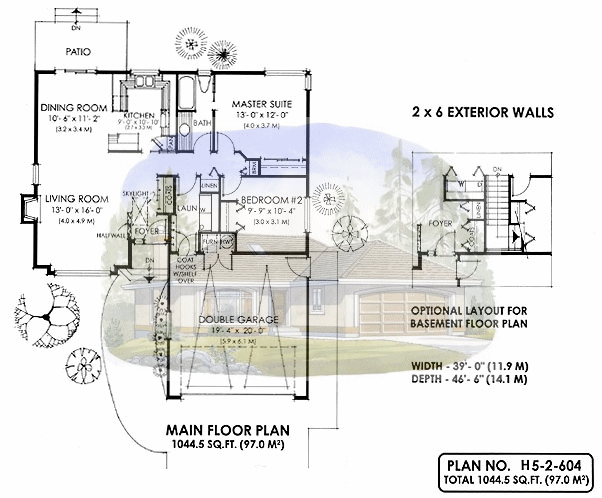 DN
PATIO
DINING ROOM
10'- 6" x 11'- 2"
(3.2 x 3.4 M)
KITCHEN
9'- 0" x 10'- 10"
BATH
MASTER SUITE
13'- 0" x 12'- 0"
(4.0 x 3.7 M)
PAN
BRM
LIVING ROOM
13'- 0" x 16'- 0"
(4.0 x 4.9 M)
SKYLIGHT
COATS
LINEN
LAUN
W
BEDROOM #2
9'- 9" x 10'- 4"
(3.0 x 3.1 M)
HALFWALL
FOYER
FURN
HW
DN
COAT
HOOKS
W/SHELF
OVER
DOUBLE GARAGE
19'- 4" x 20'- 0"
(5.9 x 6.1 M)
MAIN FLOOR PLAN
1044.5 SQ.FT. (97.0 M²)
2 x 6 EXTERIOR WALLS
W
DN
LINEN
FOYER
COATS
OPTIONAL LAYOUT FOR
BASEMENT FLOOR PLAN
WIDTH - 39'- 0" (11.9 M)
DEPTH - 46'- 6" (14.1 M)
PLAN NO. H5-2-604
TOTAL 1044.5 SQ.FT. (97.0 M²)